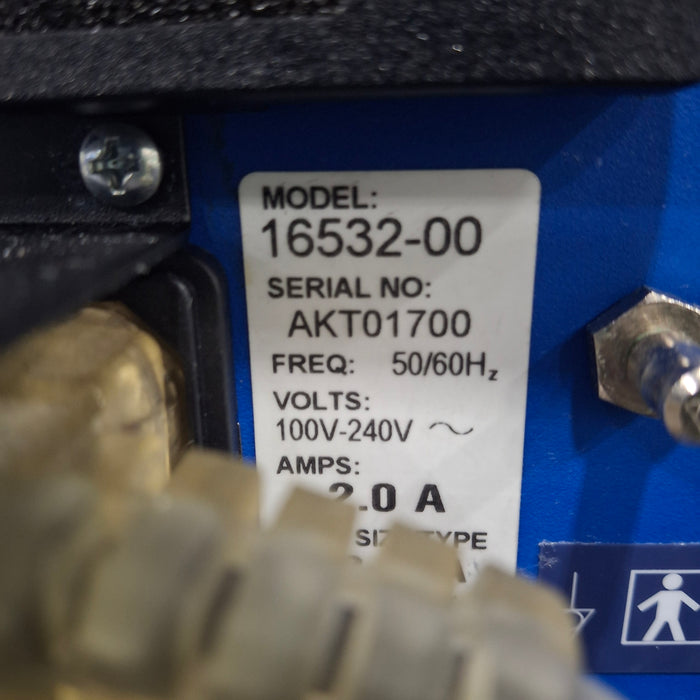 MODEL:
16532-00
SERIAL NO:
AKT01700
FREQ: 50/60Hz
VOLTS:
100V-240V ~
AMPS:
2.0 A